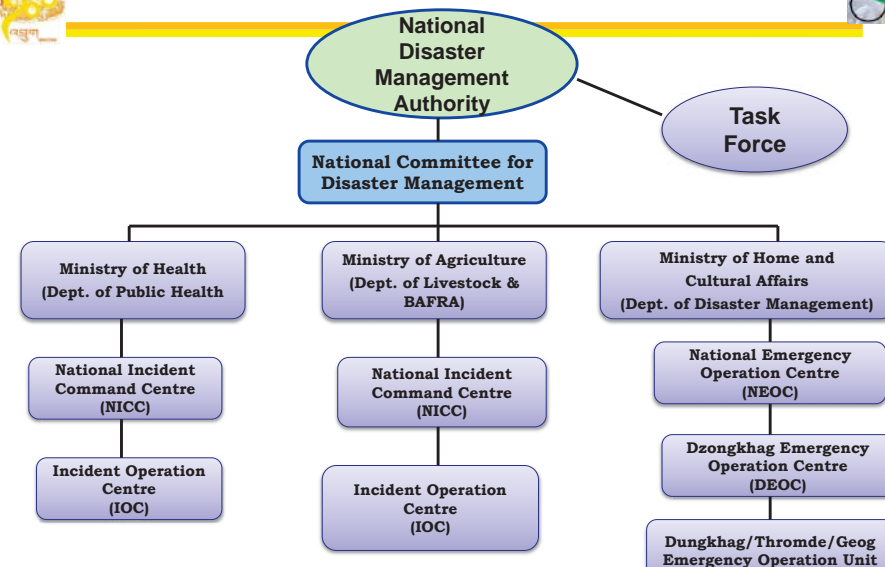 National
Disaster
Management
Authority
Task
Force
National Committee for
Disaster Management
Ministry of Health
(Dept. of Public Health
Ministry of Agriculture
(Dept. of Livestock &
BAFRA)
Ministry of Home and
Cultural Affairs
(Dept. of Disaster Management)
National Incident
Command Centre
(NICC)
National Incident
Command Centre
(NICC)
National Emergency
Operation Centre
(NEOC)
Incident Operation
Centre
(IOC)
Incident Operation
Centre
(IOC)
Dzongkhag Emergency
Operation Centre
(DEOC)
Dungkhag/Thromde/Geog
Emergency Operation Unit